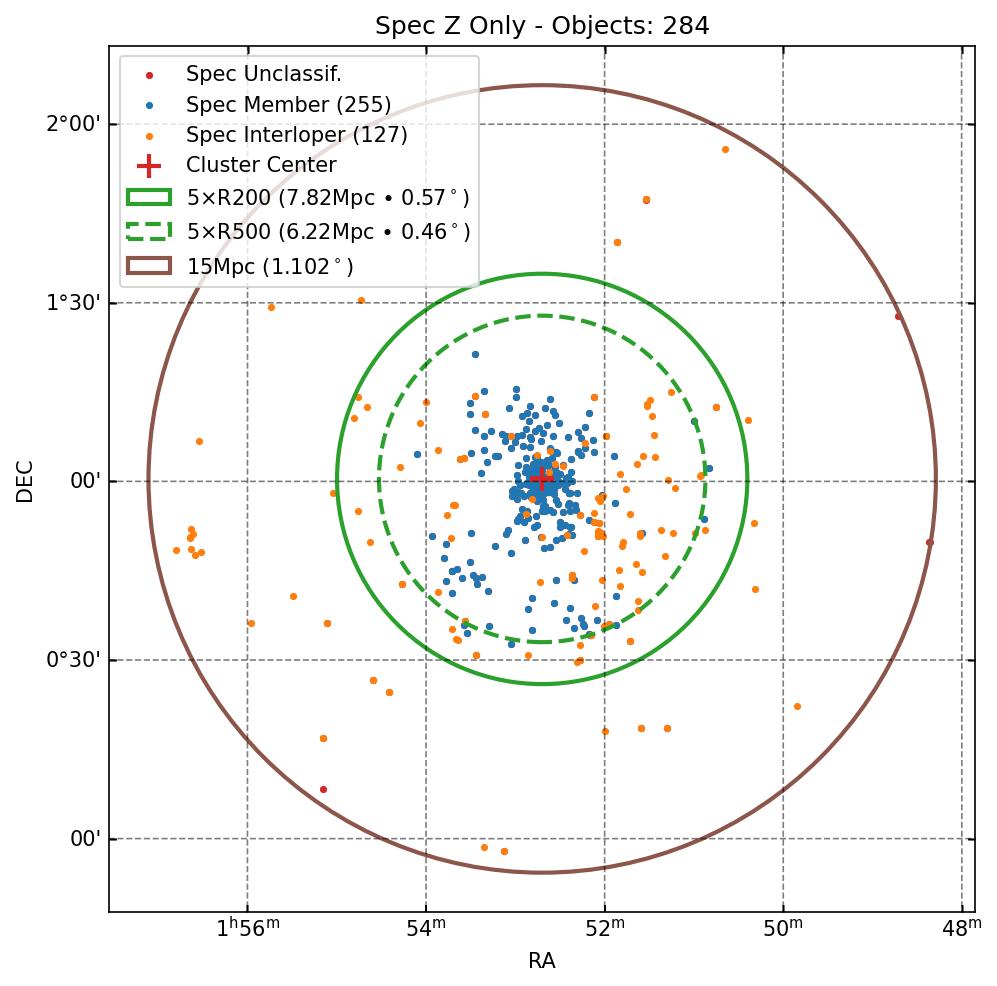 Spec Z Only - Objects: 284
Spec Unclassif.
Spec Member (255)
Spec Interloper (127)
Cluster Center
5×R200 (7.82Mpc • 0.57°)
5×R500 (6.22Mpc • 0.46°)
15Mpc (1.102°)
2°00'
1°30'
00'
0°30'
00'
DEC
1ʰ56ᵐ 54ᵐ 52ᵐ 50ᵐ 48ᵐ
RA